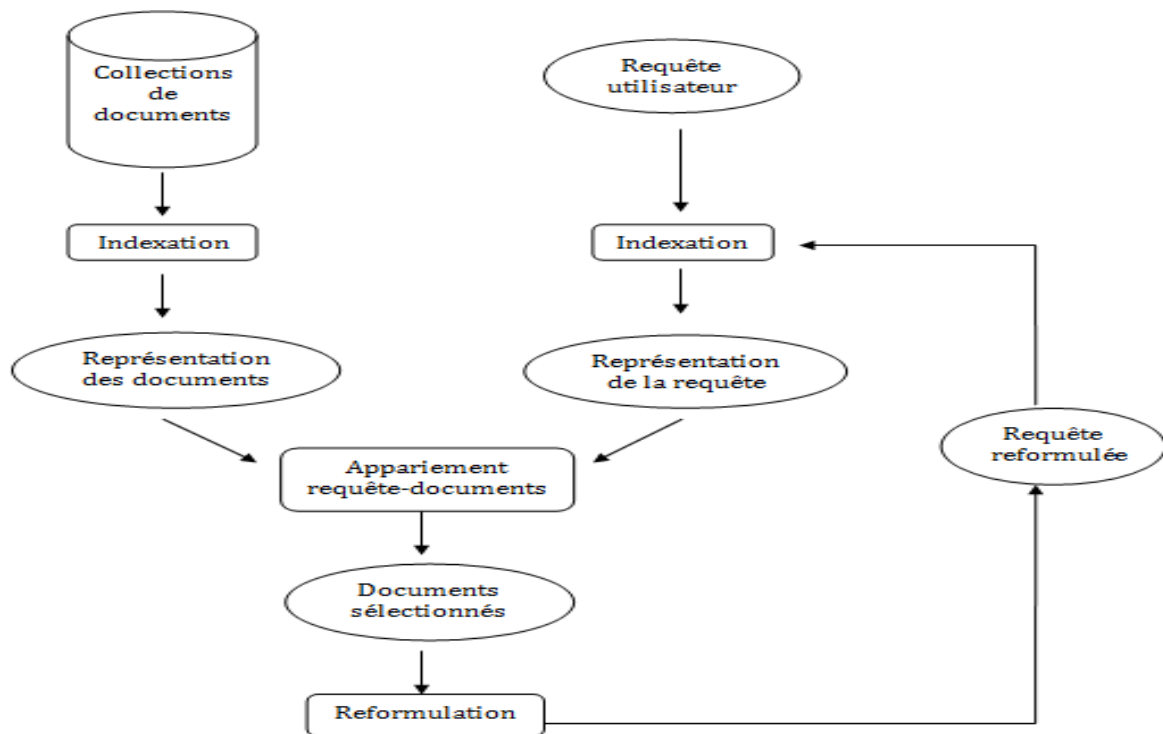 Collections
de
documents
Requête
utilisateur
Indexation
Indexation
Représentation
des documents
Représentation
de la requête
Requête
reformulée
Appariement
requête-documents
Documents
sélectionnés
Reformulation